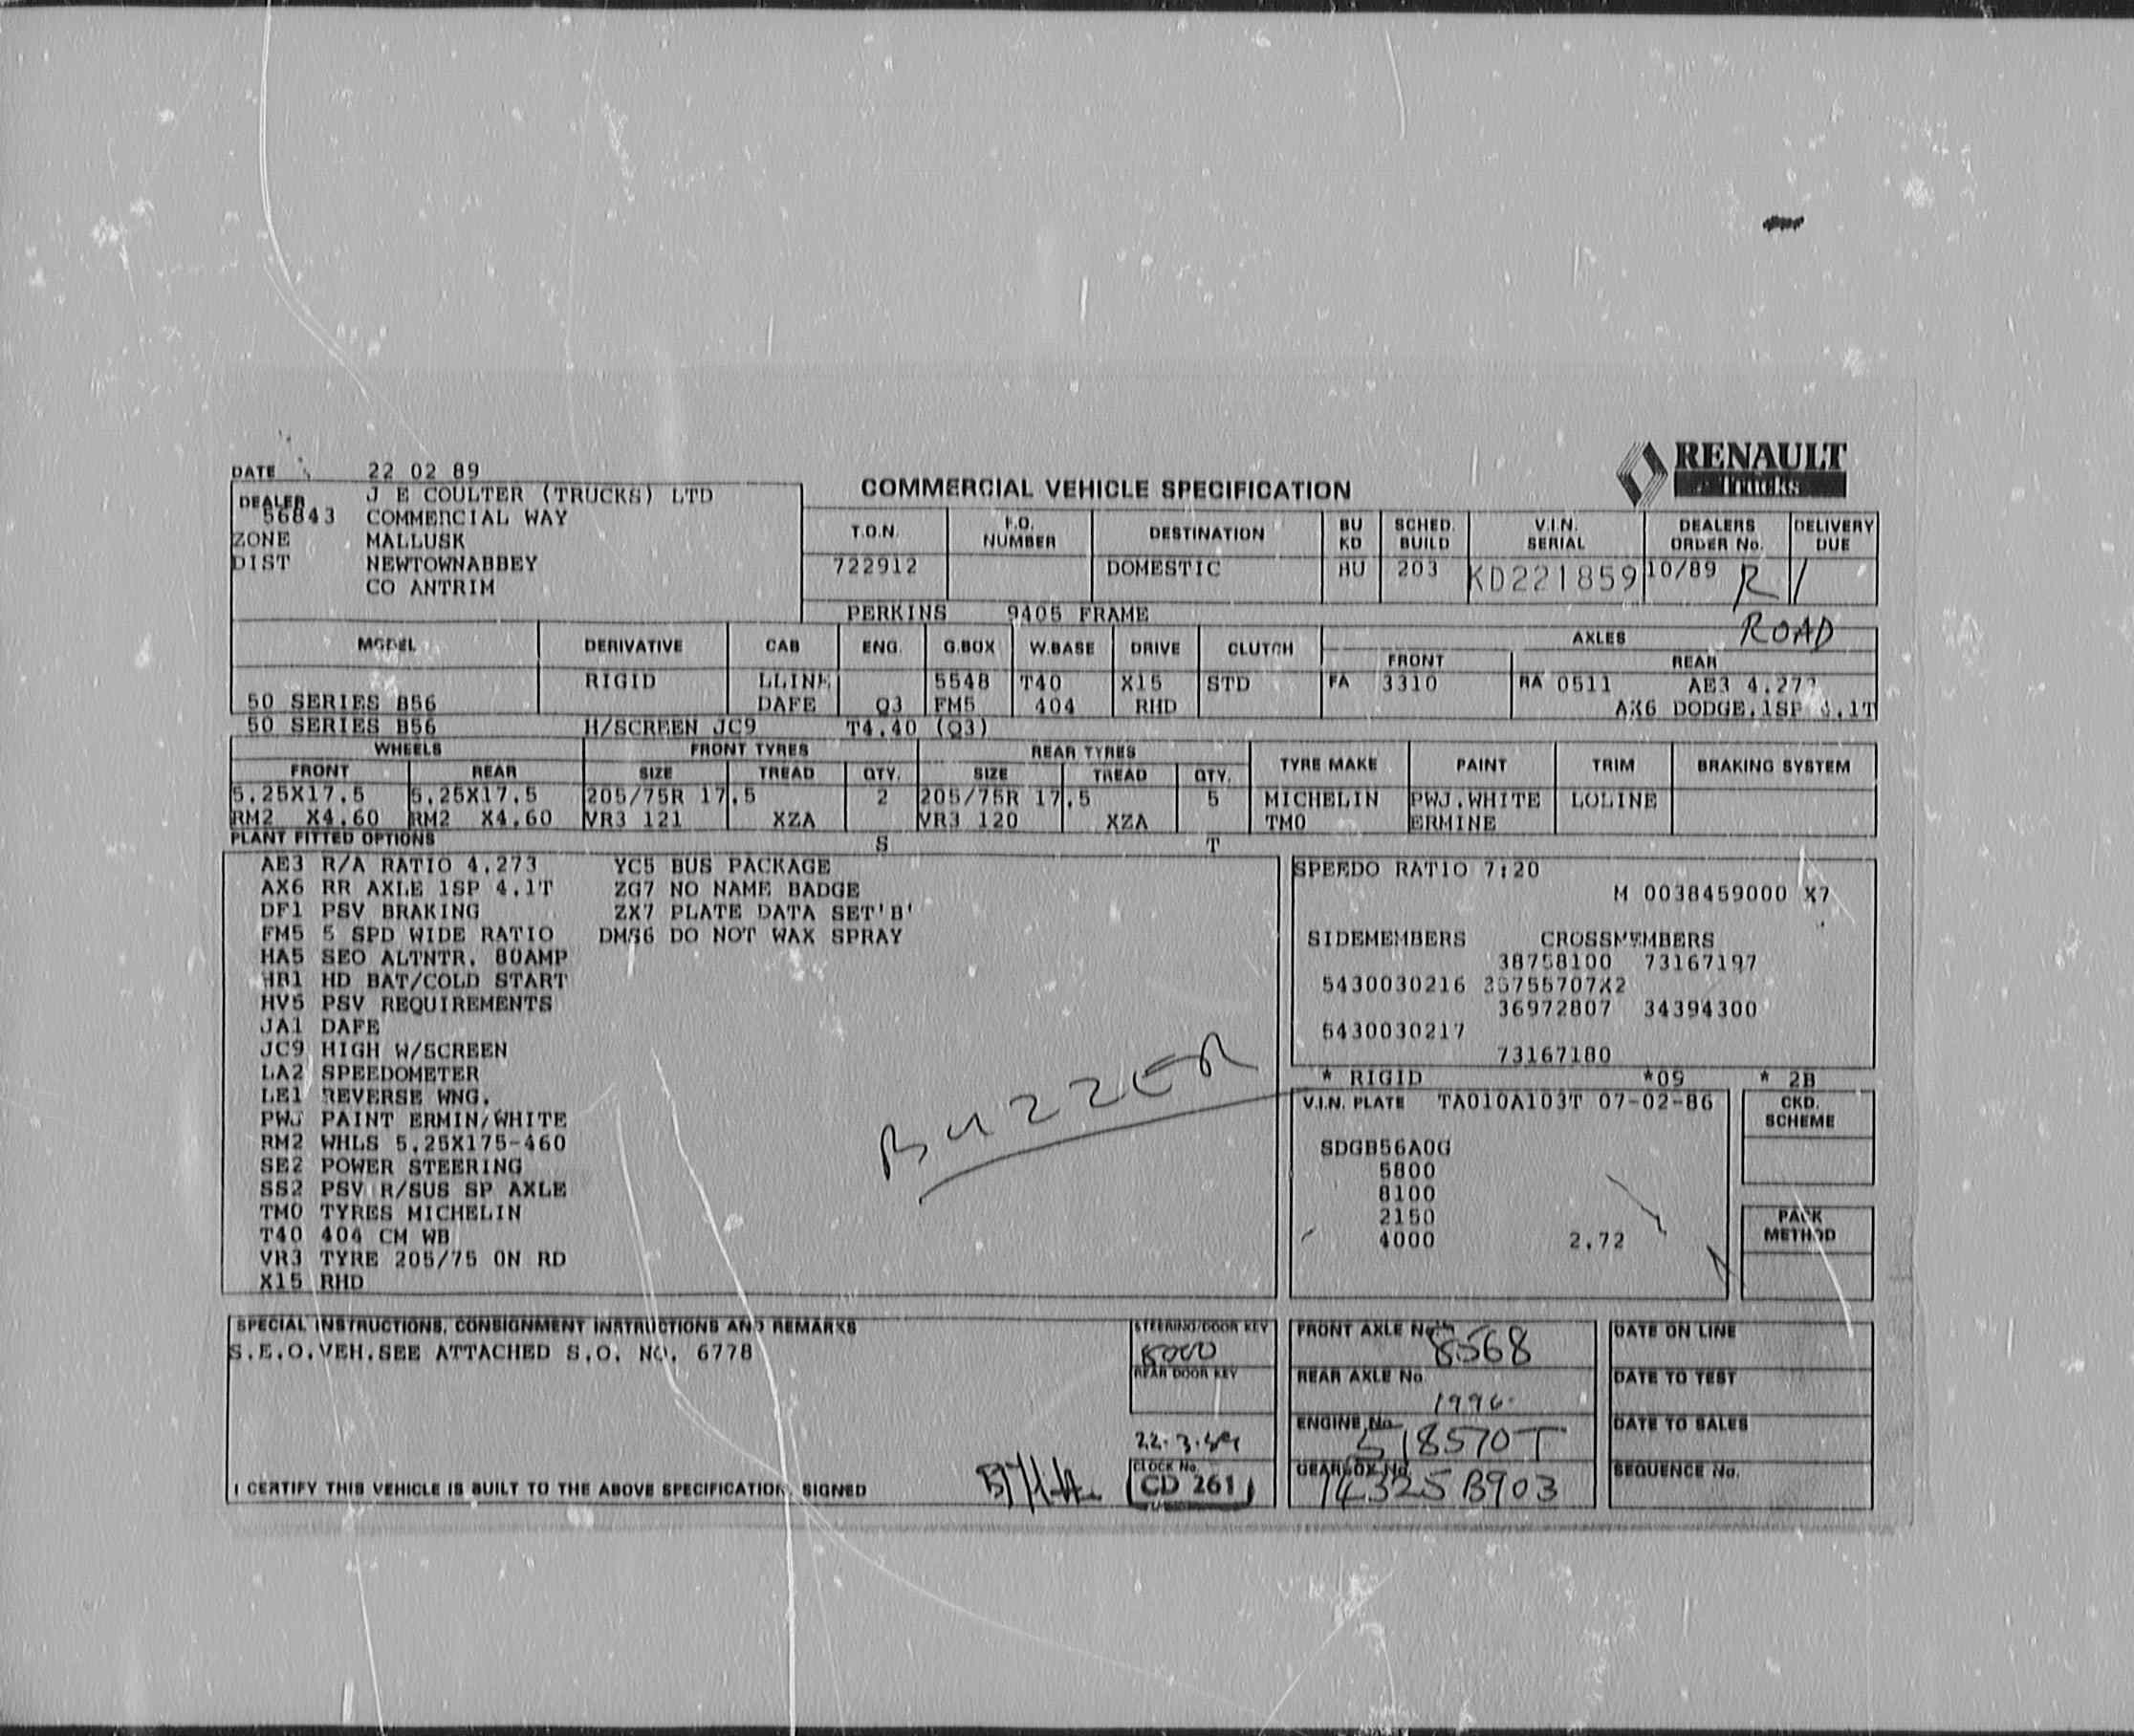 RENAULT
Trucks
DATE 22 02 89
COMMERCIAL VEHICLE SPECIFICATION
DEALER J E COULTER (TRUCKS) LTD
56843 COMMERCIAL WAY
ZONE MALLUSK
DIST NEWTOWNABBEY
CO ANTRIM
T.O.N. F.O. NUMBER DESTINATION BU KD SCHED. BUILD V.I.N. SERIAL DEALERS ORDER No. DELIVERY DUE
722912 DOMESTIC BU 203 KD221859 10/89 R /
PERKINS 9405 FRAME
ROAD
MODEL DERIVATIVE CAB ENG. G.BOX W.BASE DRIVE CLUTCH AXLES
FRONT REAR
RIGID LLINE 5548 T40 X15 STD FA 3310 RA 0511 AE3 4.273
50 SERIES B56 DAFE Q3 FM5 404 RHD AX6 DODGE.1SP 4.1T
50 SERIES B56 H/SCREEN JC9 T4.40 (Q3)
WHEELS FRONT TYRES REAR TYRES TYRE MAKE PAINT TRIM BRAKING SYSTEM
FRONT REAR SIZE TREAD QTY. SIZE TREAD QTY.
5.25X17.5 5.25X17.5 205/75R 17.5 2 205/75R 17.5 5 MICHELIN PWJ.WHITE LOLINE
RM2 X4.60 RM2 X4.60 VR3 121 XZA VR3 120 XZA TM0 ERMINE
PLANT FITTED OPTIONS S T
AE3 R/A RATIO 4.273 YC5 BUS PACKAGE
AX6 RR AXLE 1SP 4.1T ZG7 NO NAME BADGE
DF1 PSV BRAKING ZX7 PLATE DATA SET'B'
FM5 5 SPD WIDE RATIO DM56 DO NOT WAX SPRAY
HA5 SEO ALTNTR. 80AMP
HB1 HD BAT/COLD START
HV5 PSV REQUIREMENTS
JA1 DAFE
JC9 HIGH W/SCREEN
LA2 SPEEDOMETER
LE1 REVERSE WNG.
PWJ PAINT ERMIN/WHITE
RM2 WHLS 5.25X175-460
SE2 POWER STEERING
SS2 PSV R/SUS SP AXLE
TM0 TYRES MICHELIN
T40 404 CM WB
VR3 TYRE 205/75 ON RD
X15 RHD
BUZZER
SPEEDO RATIO 7:20
M 0038459000 X7
SIDEMEMBERS CROSSMEMBERS
38758100 73167197
5430030216 35755707X2
36972807 34394300
5430030217
73167180
* RIGID *09 * 2B
V.I.N. PLATE TA010A103T 07-02-86
SDGB56A0G
5800
8100
2150
4000 2.72
CKD. SCHEME
PACK METHOD
SPECIAL INSTRUCTIONS, CONSIGNMENT INSTRUCTIONS AND REMARKS
S.E.O.VEH.SEE ATTACHED S.O. NO. 6778
STEERING/DOOR KEY
8000
REAR DOOR KEY
22.3.89
CLOCK No.
CD 261
I CERTIFY THIS VEHICLE IS BUILT TO THE ABOVE SPECIFICATION, SIGNED
FRONT AXLE No. 8568
REAR AXLE No. 1996
ENGINE No. 518570T
GEARBOX No. 14325B903
DATE ON LINE
DATE TO TEST
DATE TO SALES
SEQUENCE No.